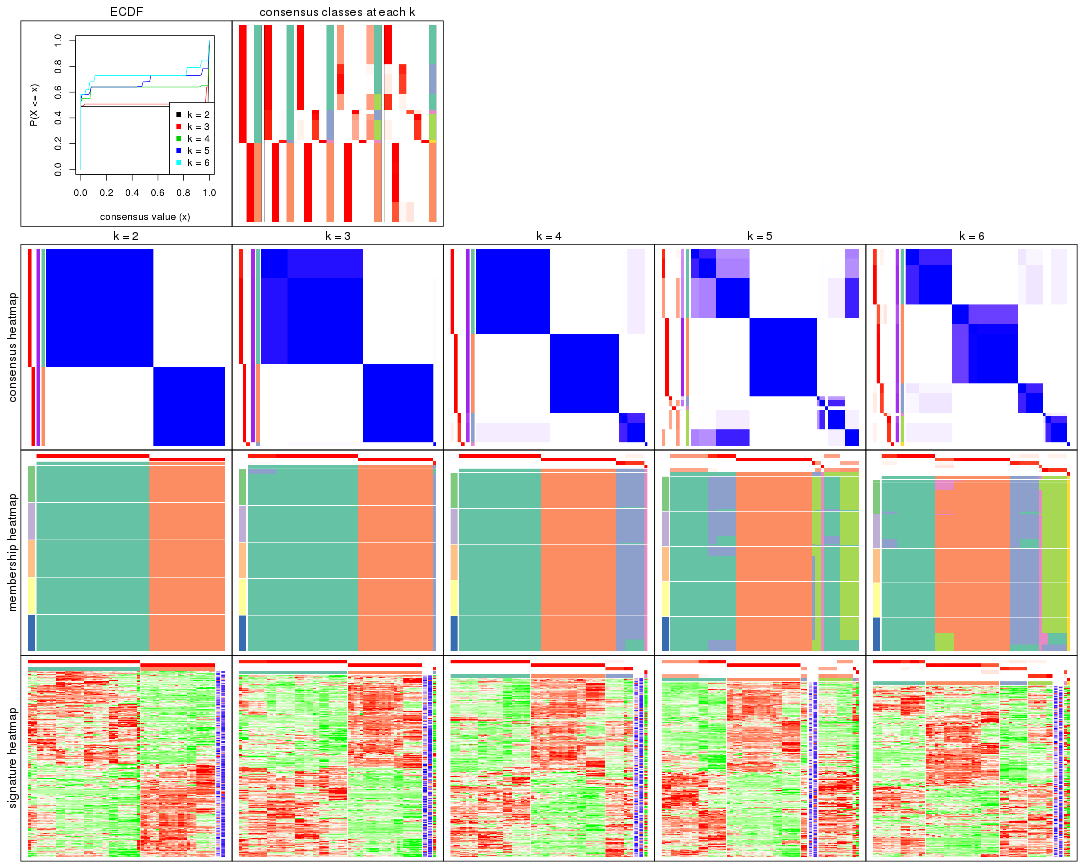 ECDF
consensus classes at each k
P(X <= x)
1.0
0.8
0.6
0.4
0.2
0.0
k = 2
k = 3
k = 4
k = 5
k = 6
0.0 0.2 0.4 0.6 0.8 1.0
consensus value (x)
k = 2
k = 3
k = 4
k = 5
k = 6
consensus heatmap
membership heatmap
signature heatmap